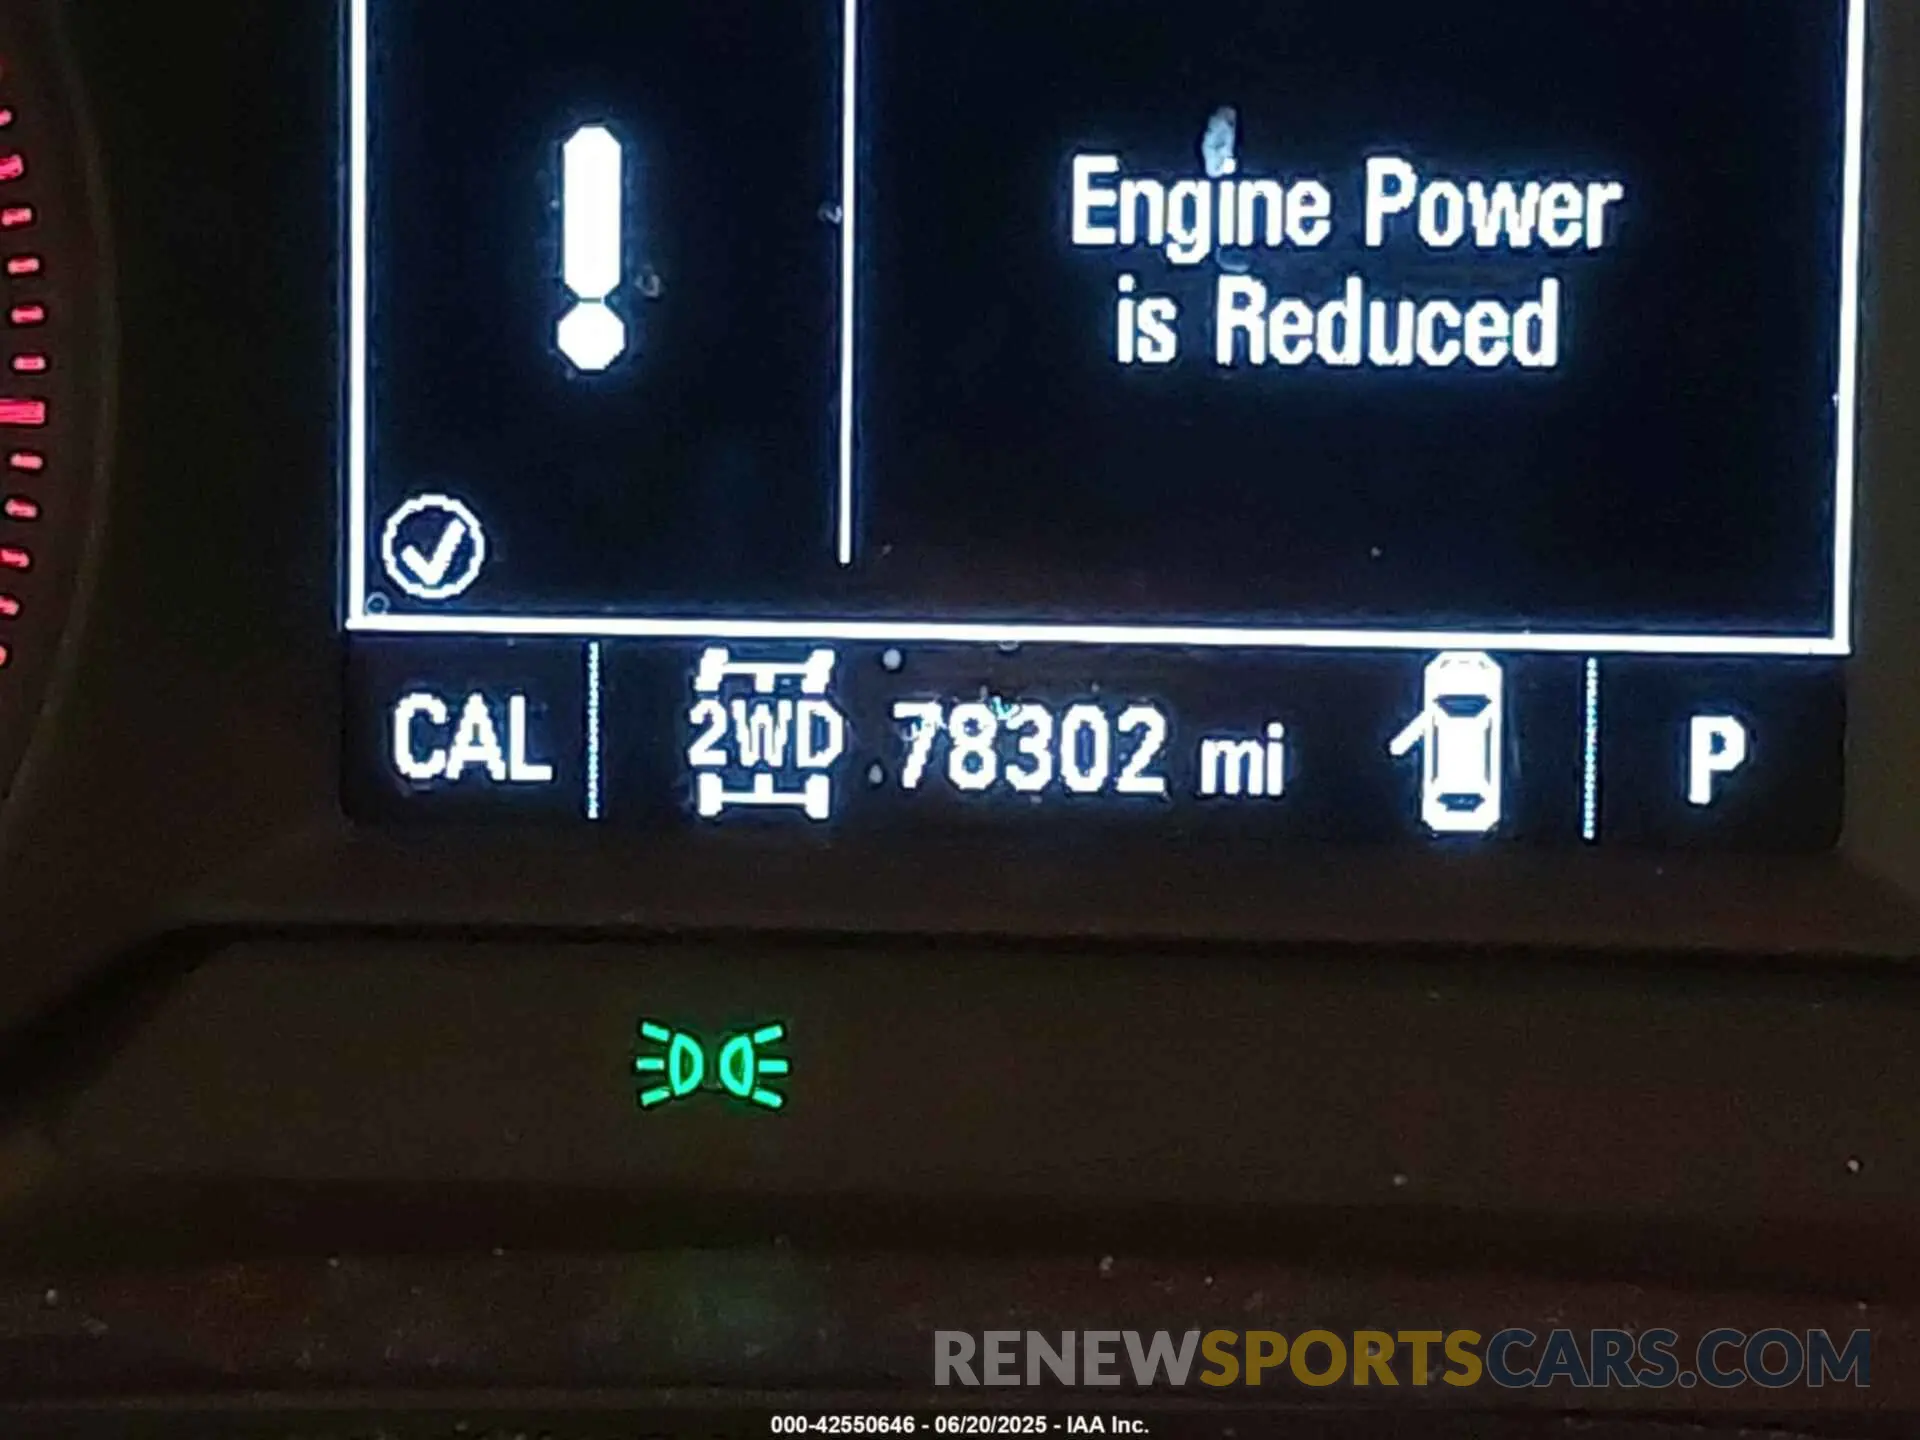 Engine Power
is Reduced
CAL 2WD 78302 mi P
RENEWSPORTSCARS.COM
000-42550646 - 06/20/2025 - IAA Inc.